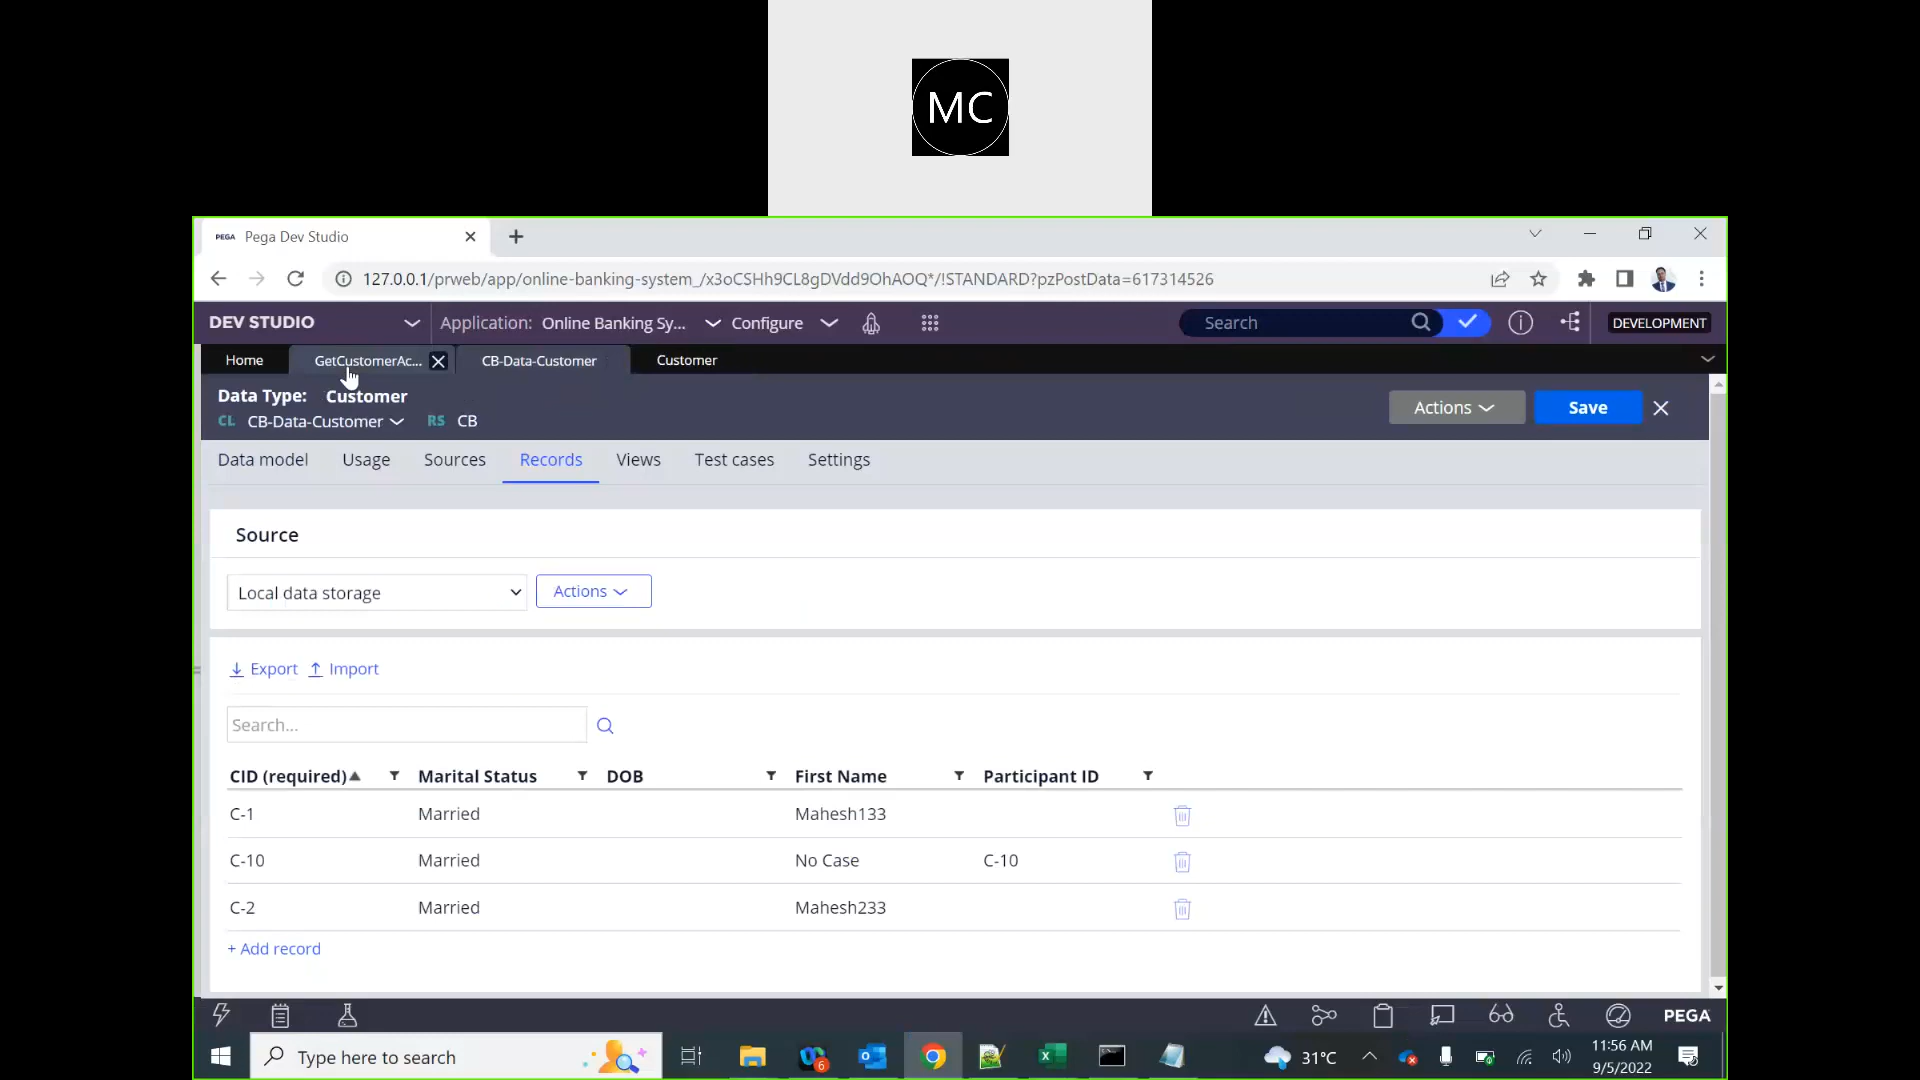 MC
PEGA Pega Dev Studio
127.0.0.1/prweb/app/online-banking-system_/x3oCSHh9CL8gDVdd9OhAOQ*/!STANDARD?pzPostData=617314526
DEV STUDIO Application: Online Banking Sy... Configure Search DEVELOPMENT
Home GetCustomerAc... CB-Data-Customer Customer
Data Type: Customer
CL CB-Data-Customer RS CB
Actions Save
Data model Usage Sources Records Views Test cases Settings
Source
Local data storage Actions
Export Import
Search...
CID (required) Marital Status DOB First Name Participant ID
C-1 Married Mahesh133
C-10 Married No Case C-10
C-2 Married Mahesh233
+ Add record
PEGA
Type here to search 6 31°C 11:56 AM
9/5/2022